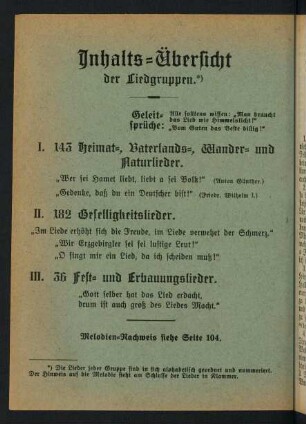 Inhalts-Übersicht
der Liedgruppen.*)
Geleit-
sprüche:
Alle sollens wissen: „Man braucht
das Lied wie Himmelslicht!"
„Vom Guten das Beste billig!"
I. 143 Heimat-, Vaterlands-, Wander- und
Naturlieder.
„Wer sei Hamet liebt, liebt a sei Volk!" (Anton Günther.)
„Gedenke, daß du ein Deutscher bist!" (Friedr. Wilhelm I.)
II. 182 Geselligkeitslieder.
„Im Liede erhöht sich die Freude, im Liede verwehet der Schmerz."
„Wir Erzgebirgler sei sei lustige Leut!"
„O singt mir ein Lied, da ich scheiden muß!"
III. 36 Fest- und Erbauungslieder.
„Gott selber hat das Lied erdacht,
drum ist auch groß des Liedes Macht."
Melodien-Nachweis siehe Seite 104.
*) Die Lieder jeder Gruppe sind in sich alphabetisch geordnet und nummeriert.
Der Hinweis auf die Melodie steht am Schlusse der Lieder in Klammer.